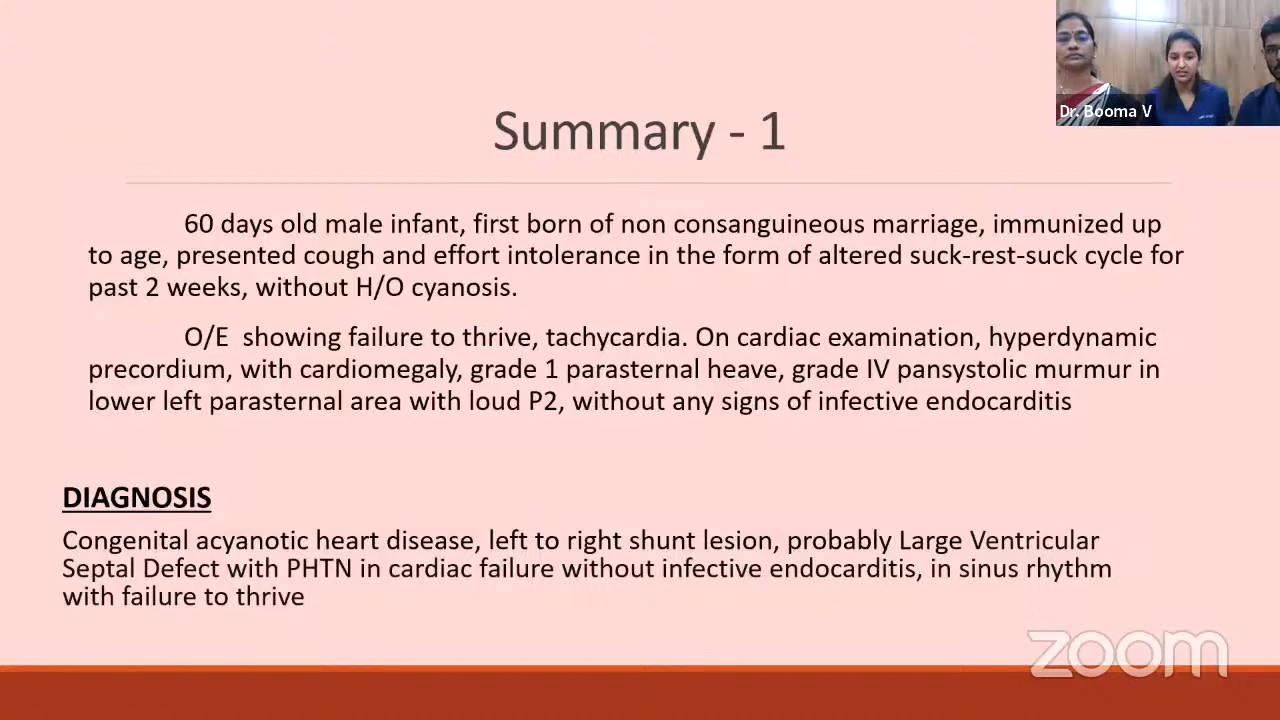 Dr. Booma V
Summary - 1
60 days old male infant, first born of non consanguineous marriage, immunized up
to age, presented cough and effort intolerance in the form of altered suck-rest-suck cycle for
past 2 weeks, without H/O cyanosis.
O/E showing failure to thrive, tachycardia. On cardiac examination, hyperdynamic
precordium, with cardiomegaly, grade 1 parasternal heave, grade IV pansystolic murmur in
lower left parasternal area with loud P2, without any signs of infective endocarditis
DIAGNOSIS
Congenital acyanotic heart disease, left to right shunt lesion, probably Large Ventricular
Septal Defect with PHTN in cardiac failure without infective endocarditis, in sinus rhythm
with failure to thrive
zoom